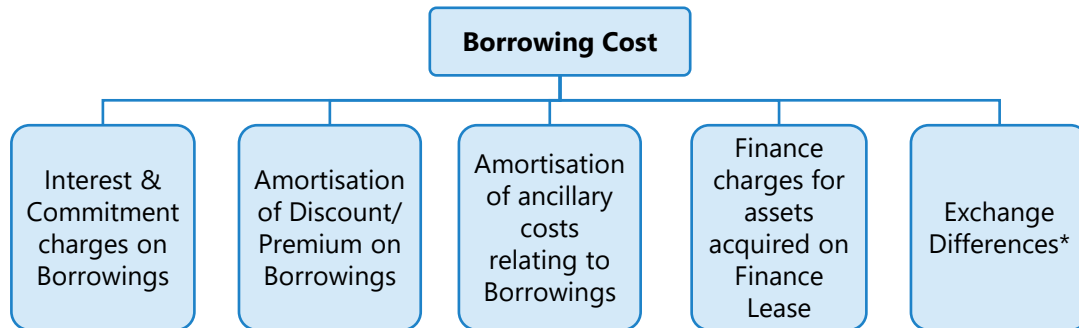 Borrowing Cost
Interest &
Commitment
charges on
Borrowings
Amortisation
of Discount/
Premium on
Borrowings
Amortisation
of ancillary
costs
relating to
Borrowings
Finance
charges for
assets
acquired on
Finance
Lease
Exchange
Differences*